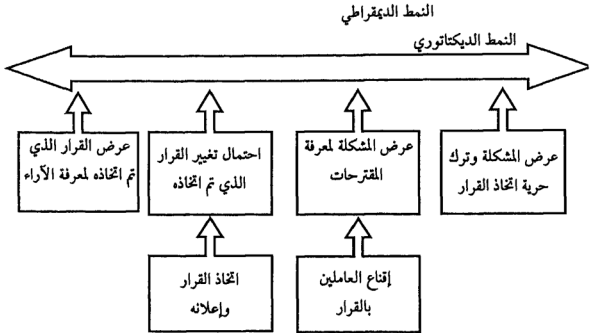 النمط الديمقراطي
النمط الديكتاتوري
عرض المشكلة وترك
حرية اتخاذ القرار
عرض المشكلة لمعرفة
المقترحات
احتمال تغيير القرار
الذي تم اتخاذه
عرض القرار الذي
تم اتخاذه لمعرفة الآراء
إقناع العاملين
بالقرار
اتخاذ القرار
وإعلانه